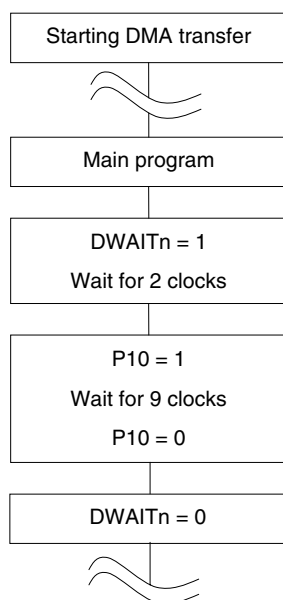 Starting DMA transfer
Main program
DWAITn = 1
Wait for 2 clocks
P10 = 1
Wait for 9 clocks
P10 = 0
DWAITn = 0